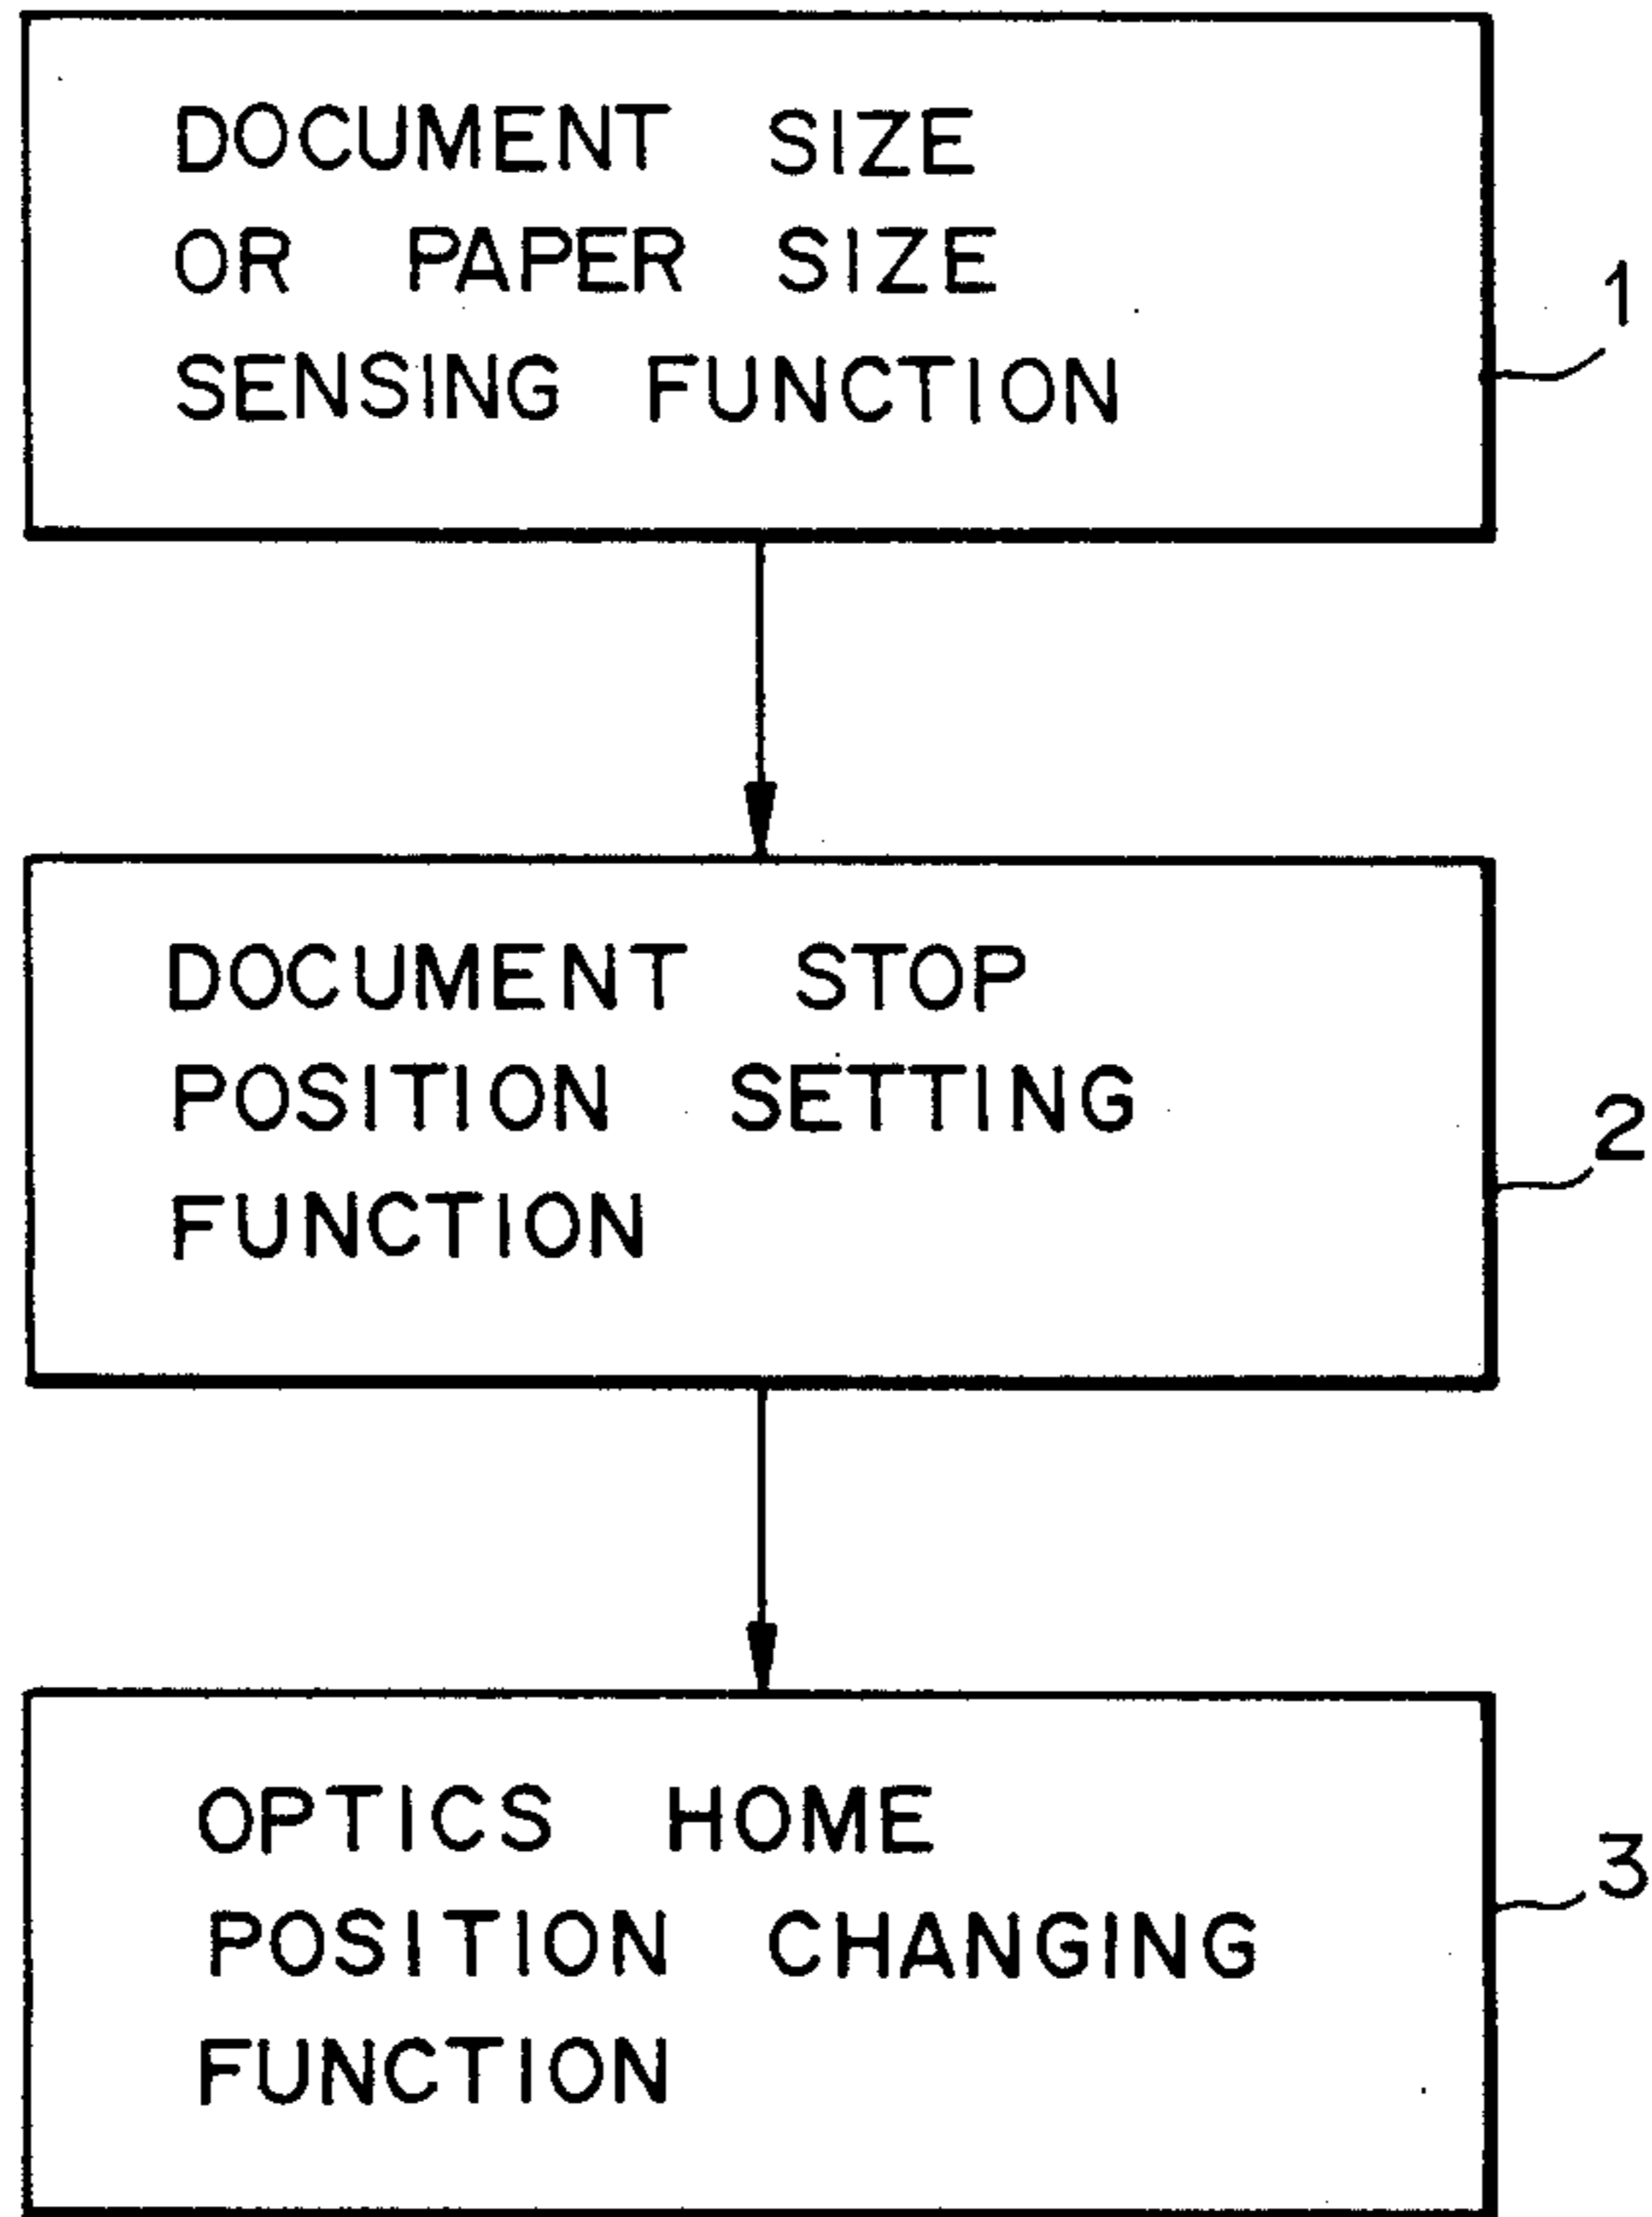 DOCUMENT SIZE
OR PAPER SIZE
SENSING FUNCTION
1
DOCUMENT STOP
POSITION SETTING
FUNCTION
2
OPTICS HOME
POSITION CHANGING
FUNCTION
3